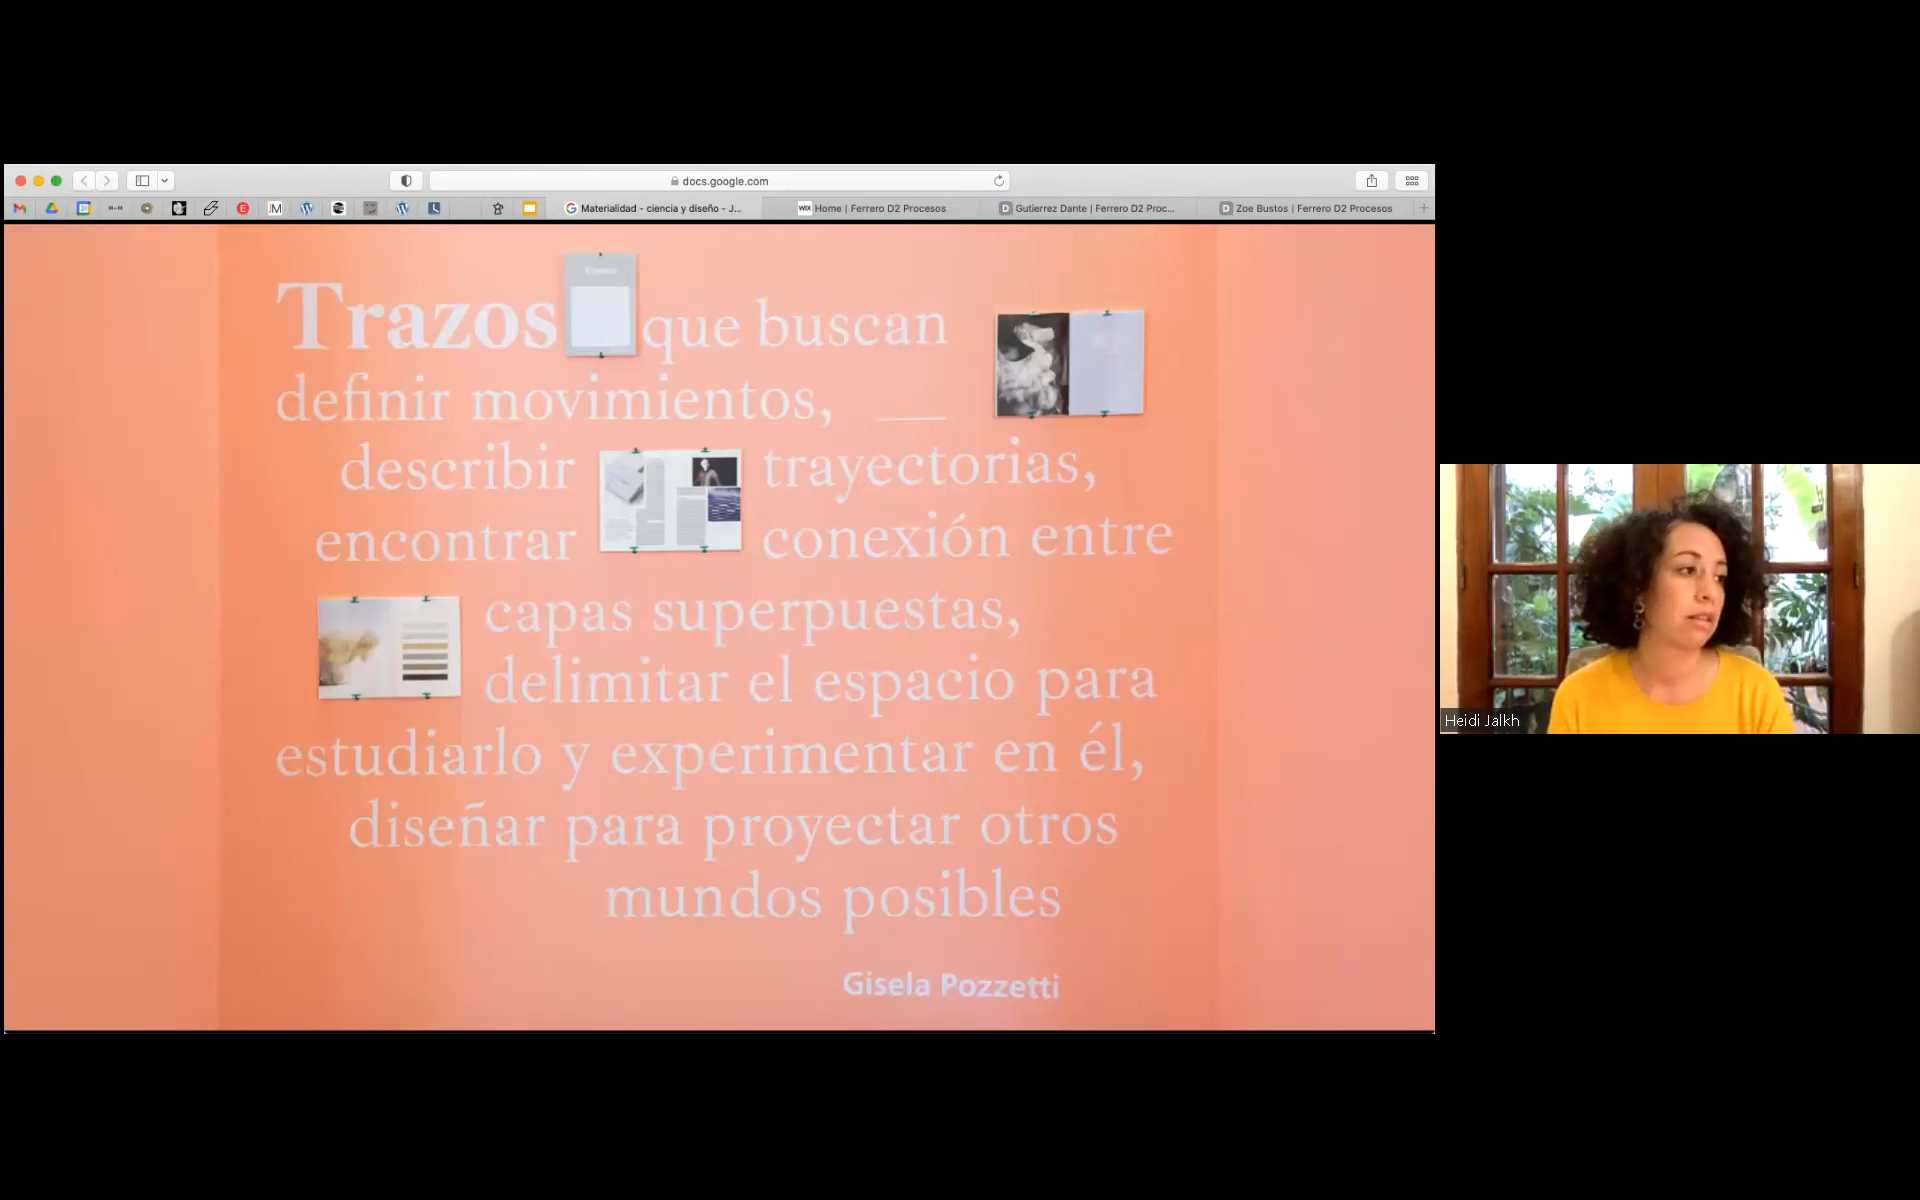 docs.google.com
Materialidad - ciencia y diseño - J...
Home | Ferrero D2 Procesos
Gutierrez Dante | Ferrero D2 Proc...
Zoe Bustos | Ferrero D2 Procesos
Trazos que buscan
definir movimientos,
describir trayectorias,
encontrar conexión entre
capas superpuestas,
delimitar el espacio para
estudiarlo y experimentar en él,
diseñar para proyectar otros
mundos posibles
Gisela Pozzetti
Heidi Jalkh